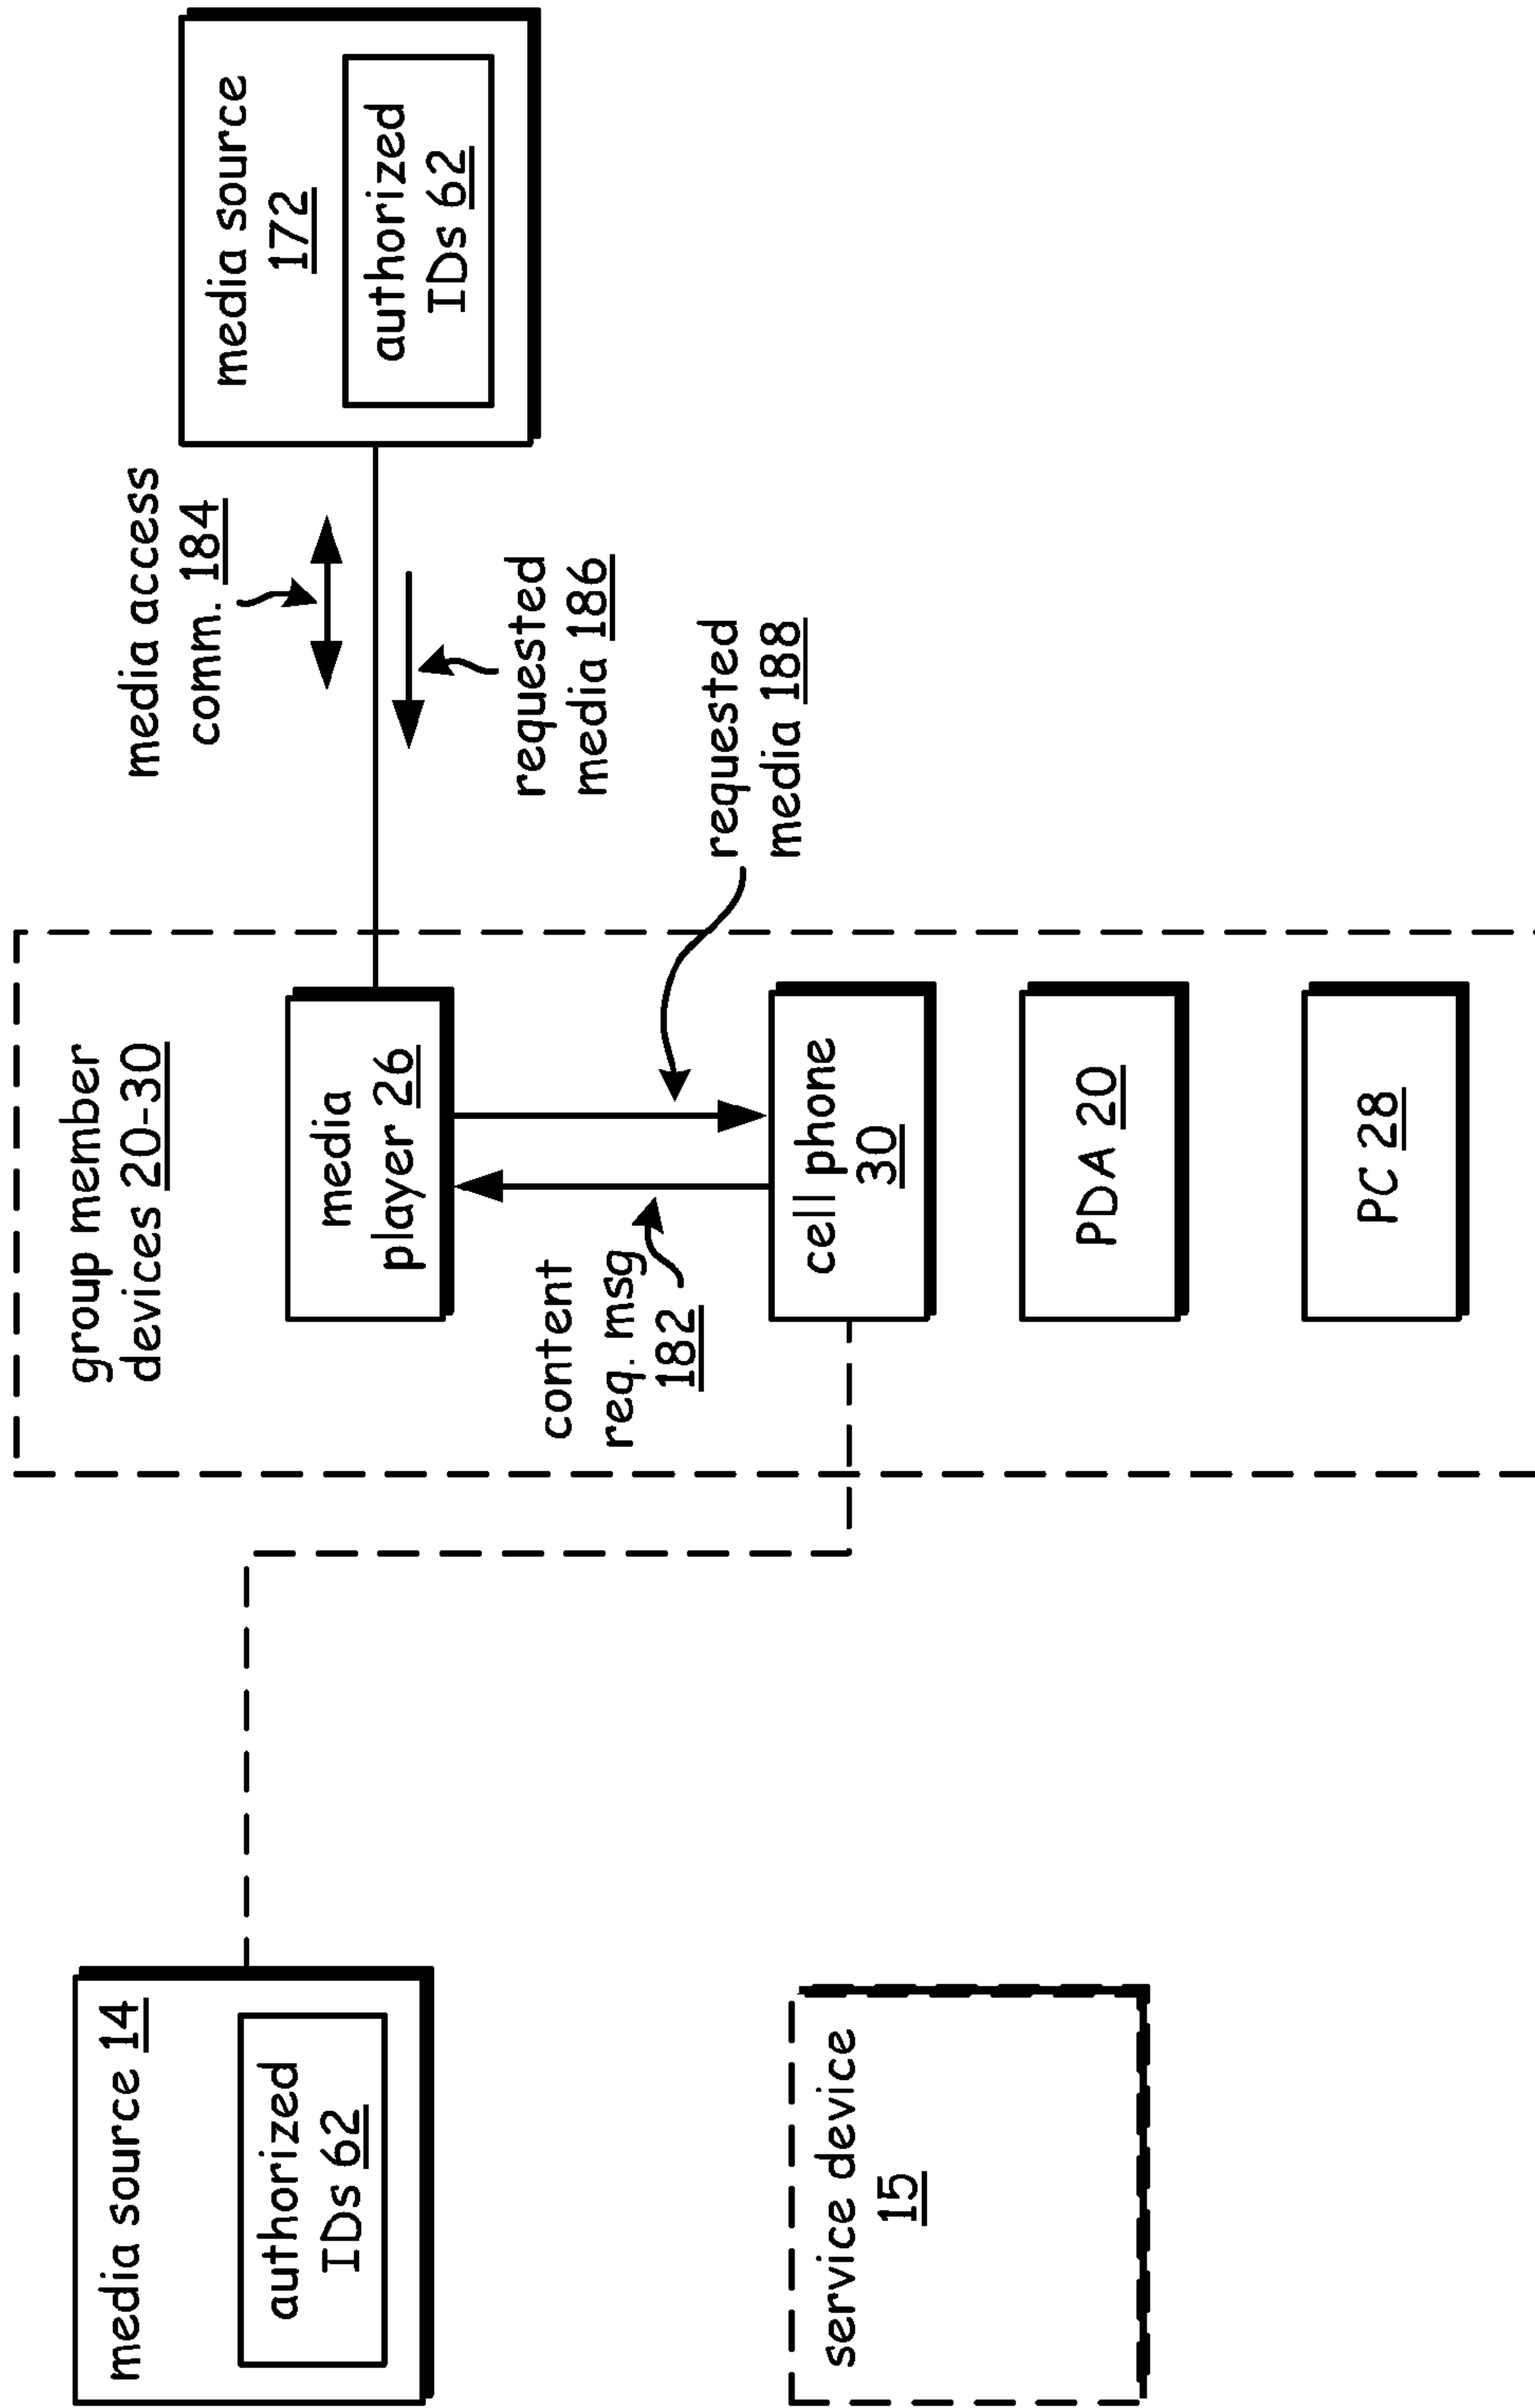 media source 14
authorized
IDs 62
service device
15
group member
devices 20-30
media
player 26
content
req. msg
182
cell phone
30
PDA 20
PC 28
media access
comm. 184
requested
media 186
requested
media 188
media source
172
authorized
IDs 62